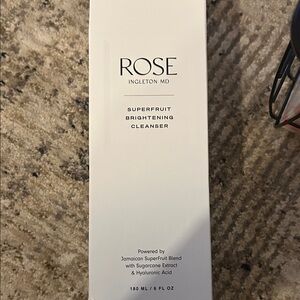 ROSE
INGLETON MD
SUPERFRUIT
BRIGHTENING
CLEANSER
Powered by
Jamaican SuperFruit Blend
with Sugarcane Extract
& Hyaluronic Acid
180 ML / 6 FL OZ